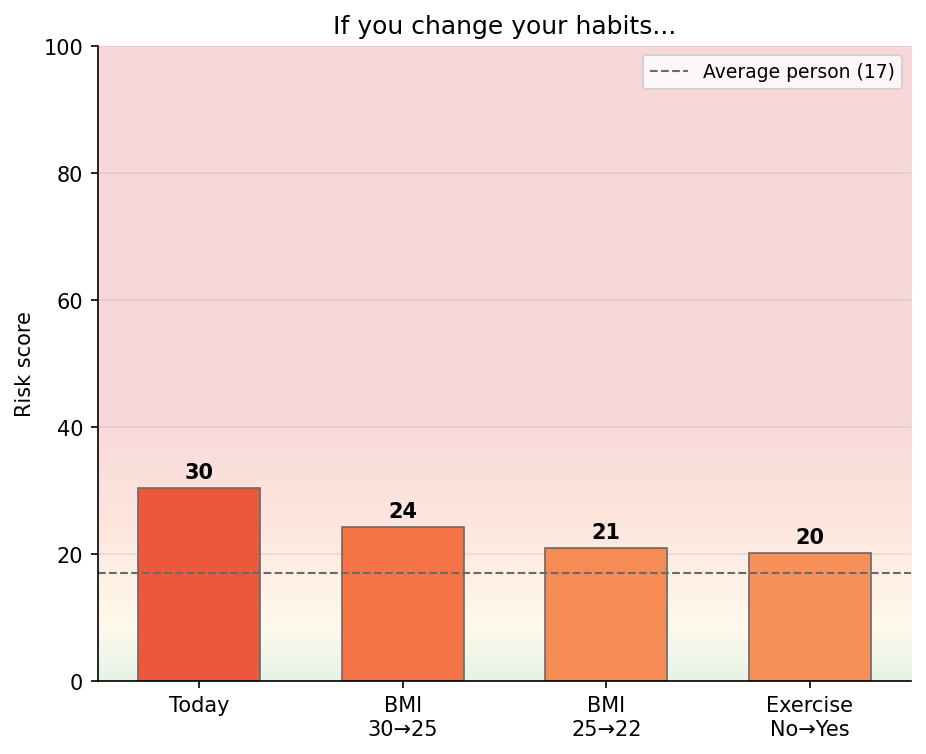 If you change your habits...
100
80
60
40
20
0
Risk score
Average person (17)
30
24
21
20
Today
BMI
30→25
BMI
25→22
Exercise
No→Yes